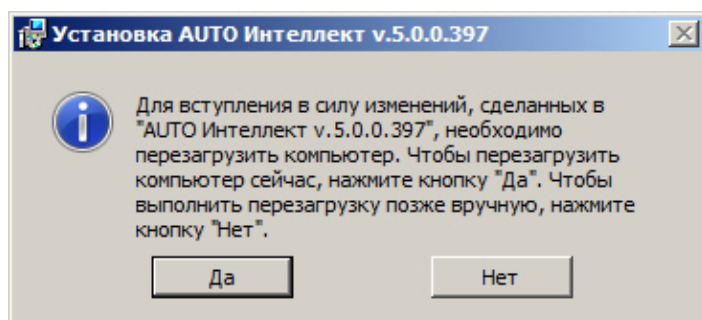 Установка AUTO Интеллект v.5.0.0.397
Для вступления в силу изменений, сделанных в
"AUTO Интеллект v.5.0.0.397", необходимо
перезагрузить компьютер. Чтобы перезагрузить
компьютер сейчас, нажмите кнопку "Да". Чтобы
выполнить перезагрузку позже вручную, нажмите
кнопку "Нет".
Да Нет